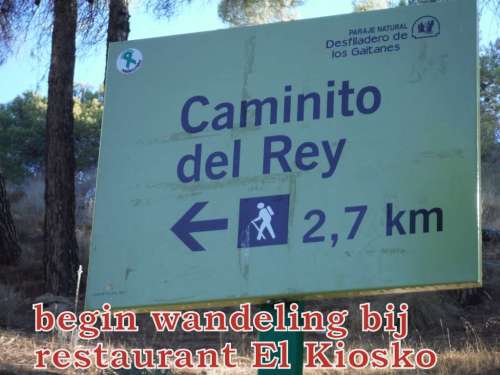 PARAJE NATURAL
Desfiladero de
los Gaitanes
Caminito
del Rey
2,7 km
begin wandeling bij
restaurant El Kiosko